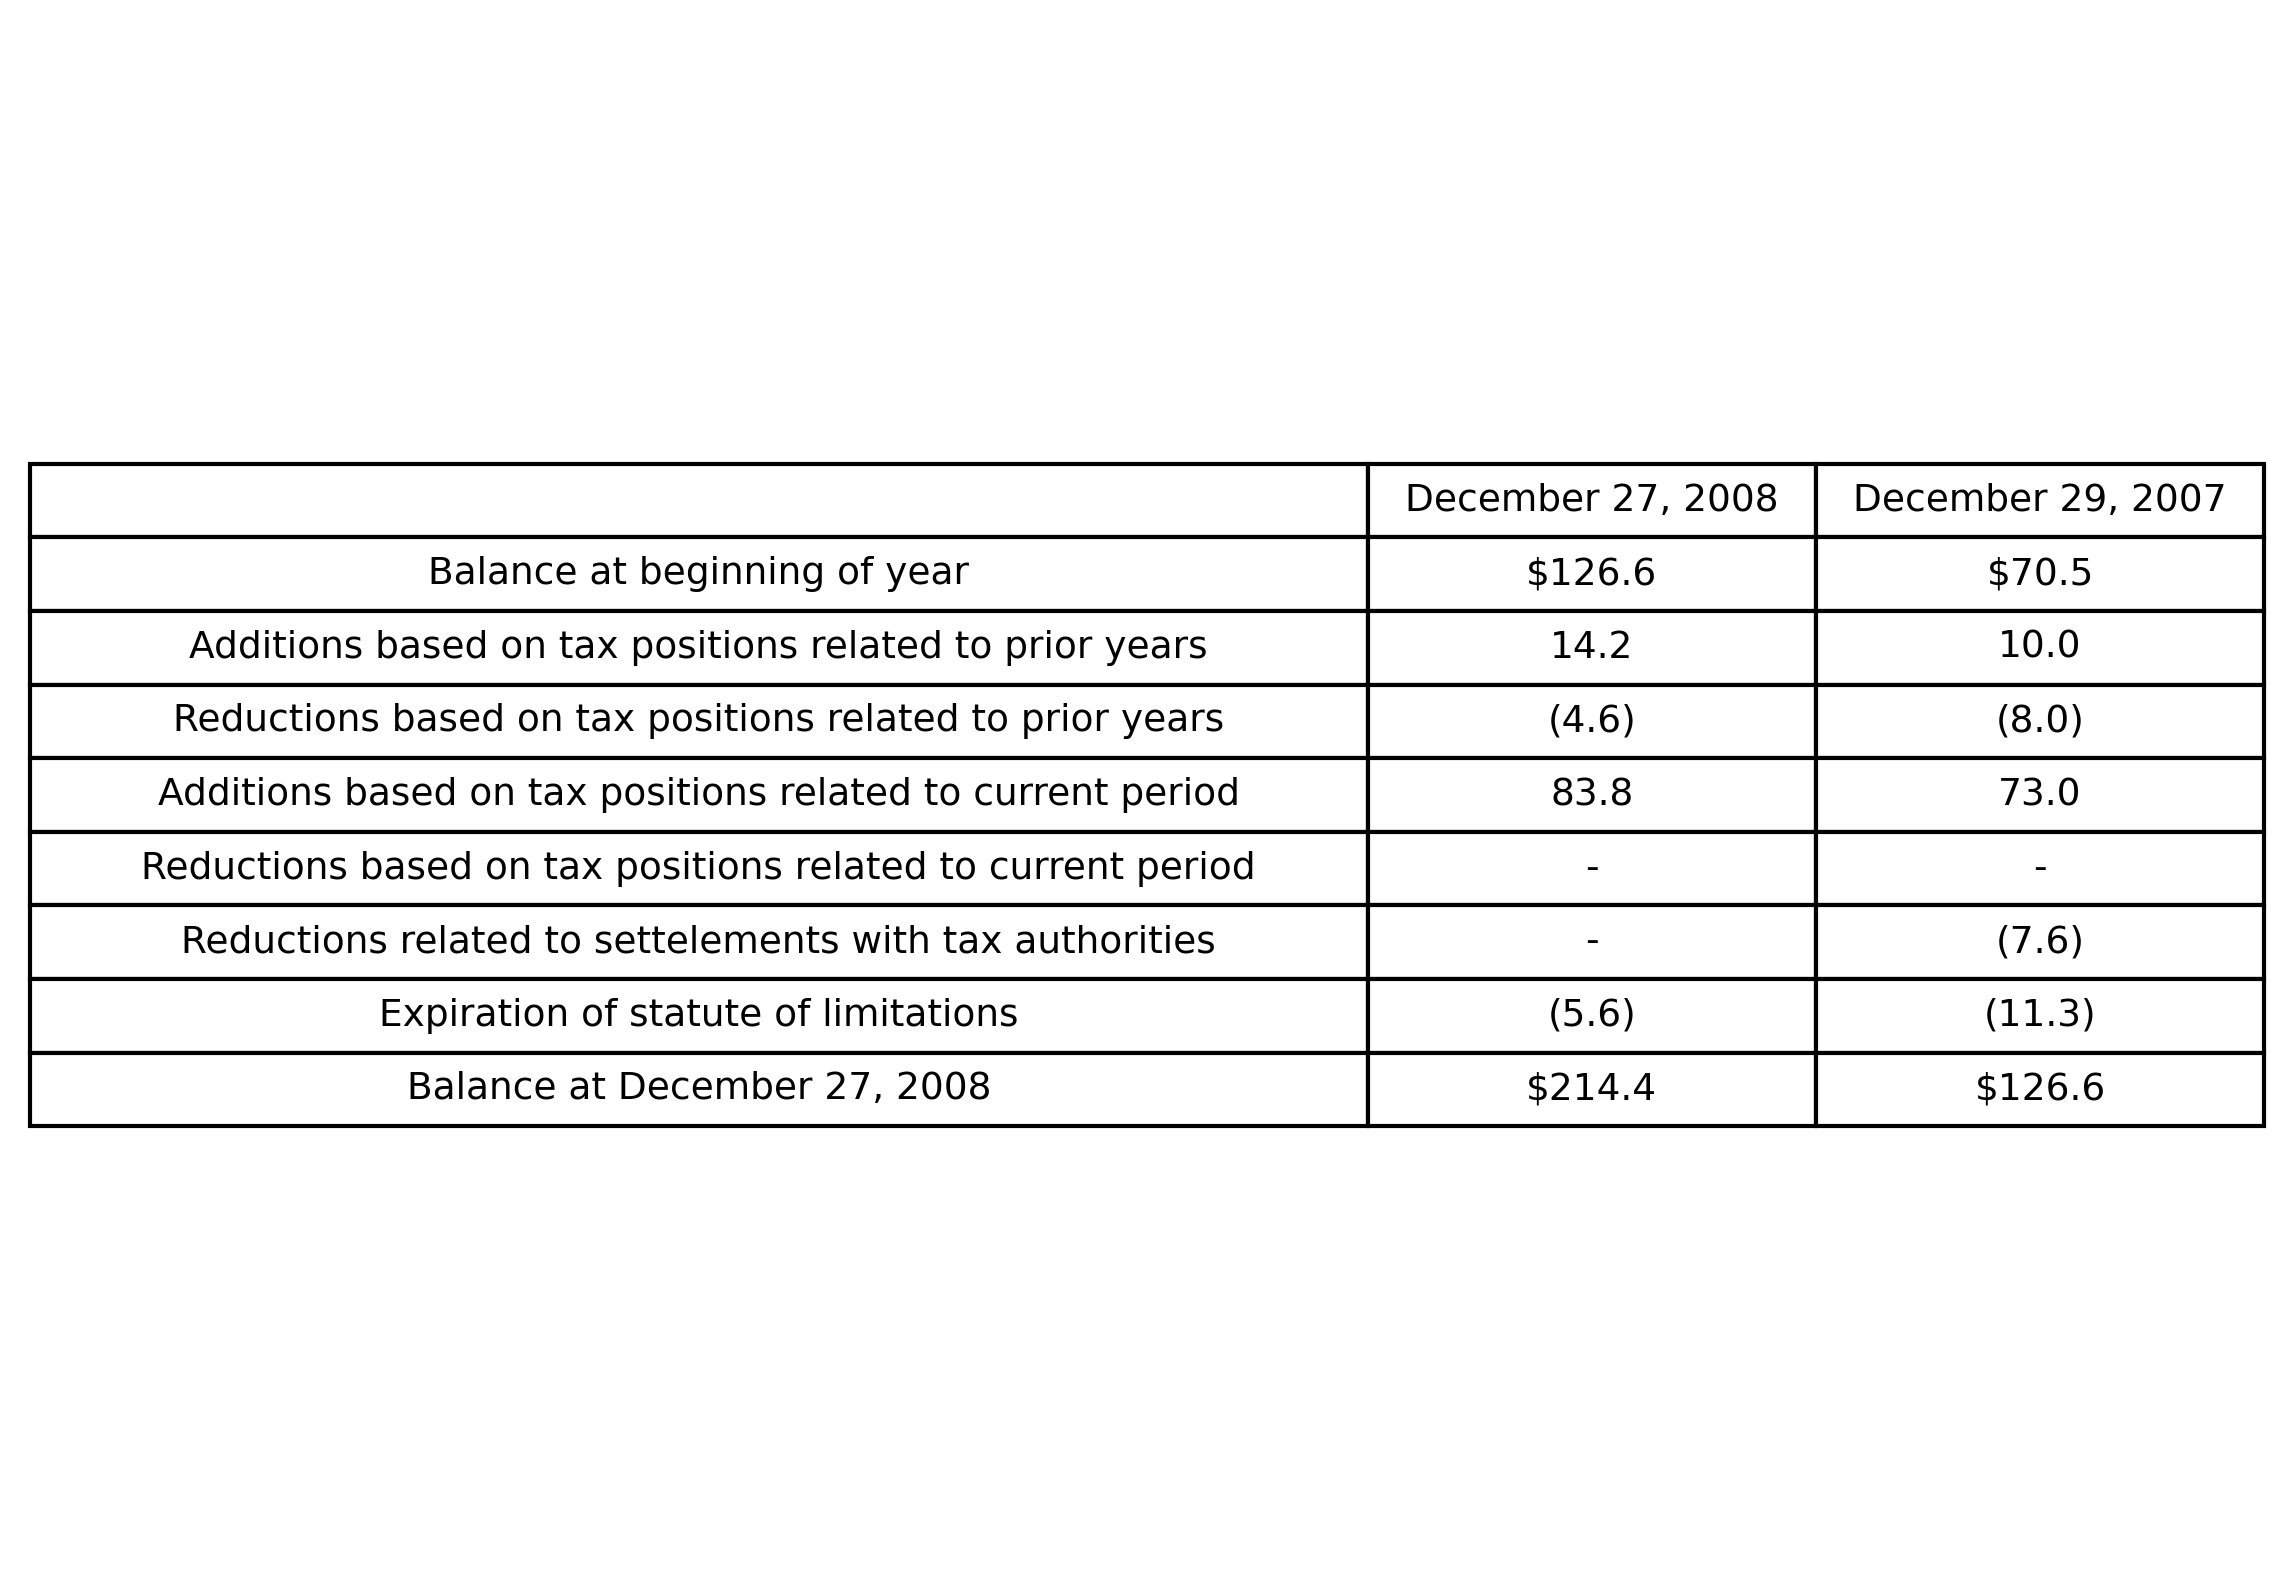 December 27, 2008 December 29, 2007
Balance at beginning of year $126.6 $70.5
Additions based on tax positions related to prior years 14.2 10.0
Reductions based on tax positions related to prior years (4.6) (8.0)
Additions based on tax positions related to current period 83.8 73.0
Reductions based on tax positions related to current period - -
Reductions related to settelements with tax authorities - (7.6)
Expiration of statute of limitations (5.6) (11.3)
Balance at December 27, 2008 $214.4 $126.6